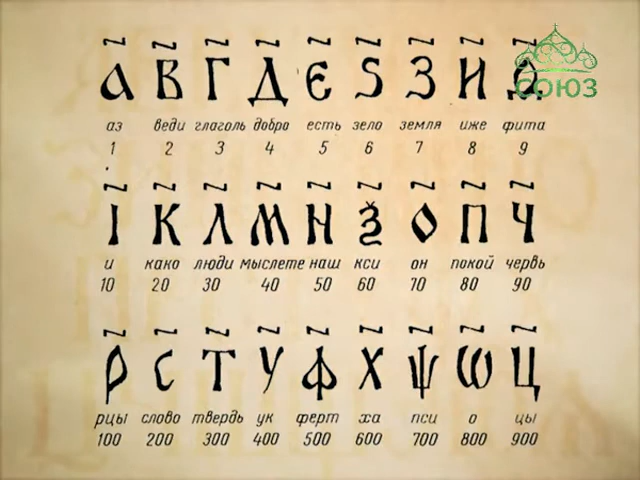 СОЮЗ
а҃ в҃ г҃ д҃ є҃ ѕ҃ з҃ и҃ ѳ҃
аз веди глаголь добро есть зело земля иже фита
1 2 3 4 5 6 7 8 9
і҃ к҃ л҃ м҃ н҃ ѯ҃ о҃ п҃ ч҃
и како люди мыслете наш кси он покой червь
10 20 30 40 50 60 70 80 90
р҃ с҃ т҃ у҃ ф҃ х҃ ѱ҃ ѡ҃ ц҃
рцы слово твердь ук ферт ха пси о цы
100 200 300 400 500 600 700 800 900